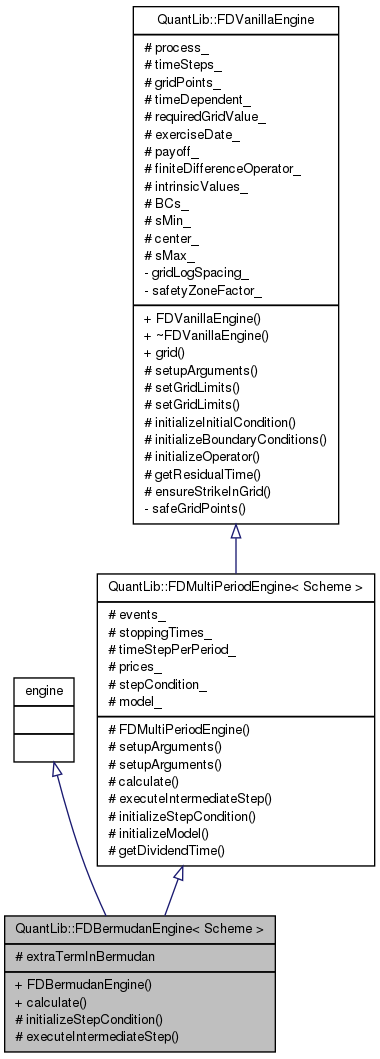 QuantLib::FDVanillaEngine
# process_
# timeSteps_
# gridPoints_
# timeDependent_
# requiredGridValue_
# exerciseDate_
# payoff_
# finiteDifferenceOperator_
# intrinsicValues_
# BCs_
# sMin_
# center_
# sMax_
- gridLogSpacing_
- safetyZoneFactor_
+ FDVanillaEngine()
+ ~FDVanillaEngine()
+ grid()
# setupArguments()
# setGridLimits()
# setGridLimits()
# initializeInitialCondition()
# initializeBoundaryConditions()
# initializeOperator()
# getResidualTime()
# ensureStrikeInGrid()
- safeGridPoints()
QuantLib::FDMultiPeriodEngine< Scheme >
# events_
# stoppingTimes_
# timeStepPerPeriod_
# prices_
# stepCondition_
# model_
# FDMultiPeriodEngine()
# setupArguments()
# setupArguments()
# calculate()
# executeIntermediateStep()
# initializeStepCondition()
# initializeModel()
# getDividendTime()
engine
QuantLib::FDBermudanEngine< Scheme >
# extraTermInBermudan
+ FDBermudanEngine()
+ calculate()
# initializeStepCondition()
# executeIntermediateStep()